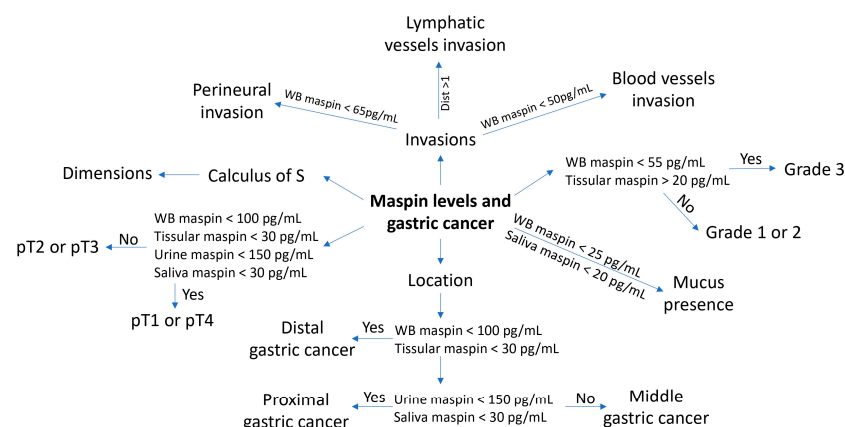 Lymphatic
vessels invasion
Dist >1
Perineural
invasion
WB maspin < 65pg/mL
WB maspin < 50pg/mL
Blood vessels
invasion
Invasions
Dimensions
Calculus of S
WB maspin < 55 pg/mL
Tissular maspin > 20 pg/mL
Yes
Grade 3
No
Grade 1 or 2
Maspin levels and
gastric cancer
WB maspin < 100 pg/mL
Tissular maspin < 30 pg/mL
Urine maspin < 150 pg/mL
Saliva maspin < 30 pg/mL
No
pT2 or pT3
Yes
pT1 or pT4
WB maspin < 25 pg/mL
Saliva maspin < 20 pg/mL
Mucus
presence
Location
Distal
gastric cancer
Yes
WB maspin < 100 pg/mL
Tissular maspin < 30 pg/mL
Proximal
gastric cancer
Yes
Urine maspin < 150 pg/mL
Saliva maspin < 30 pg/mL
No
Middle
gastric cancer